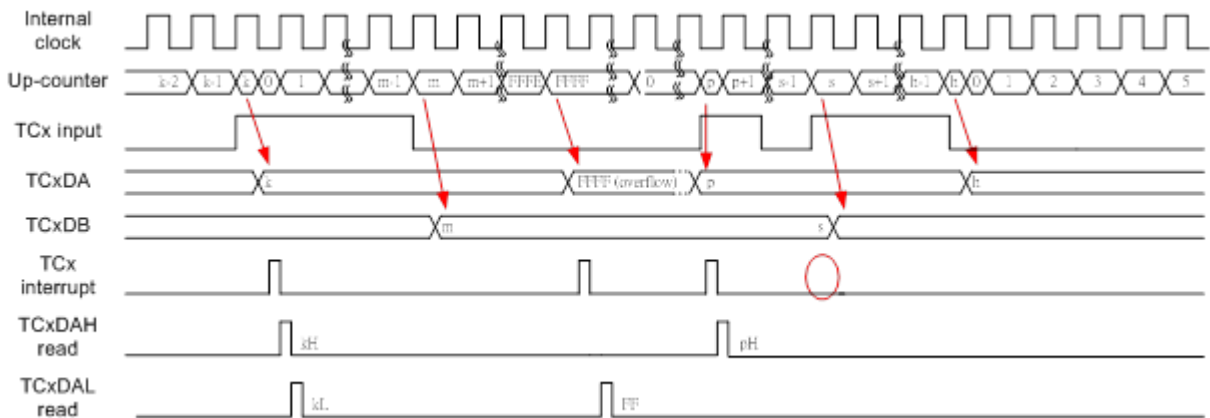 Internal
clock
Up-counter k-2 k-1 k 0 1 m-1 m m+1 FFFE FFFF 0 p p+1 s-1 s s+1 h-1 h 0 1 2 3 4 5
TCx input
TCxDA k FFFF (overflow) p h
TCxDB m s
TCx
interrupt
TCxDAH
read kH pH
TCxDAL
read kL FF